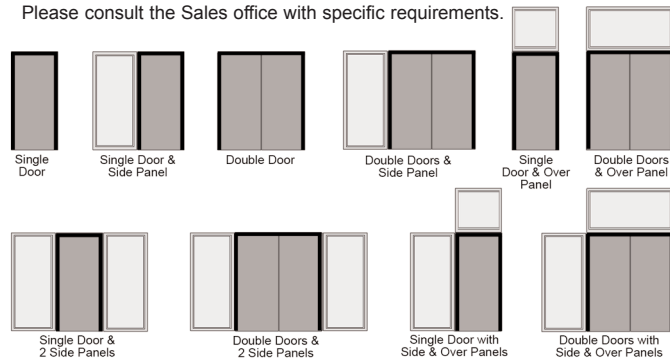 Please consult the Sales office with specific requirements.
Single
Door
Single Door &
Side Panel
Double Door
Double Doors &
Side Panel
Single
Door & Over
Panel
Double Doors
& Over Panel
Single Door &
2 Side Panels
Double Doors &
2 Side Panels
Single Door with
Side & Over Panels
Double Doors with
Side & Over Panels